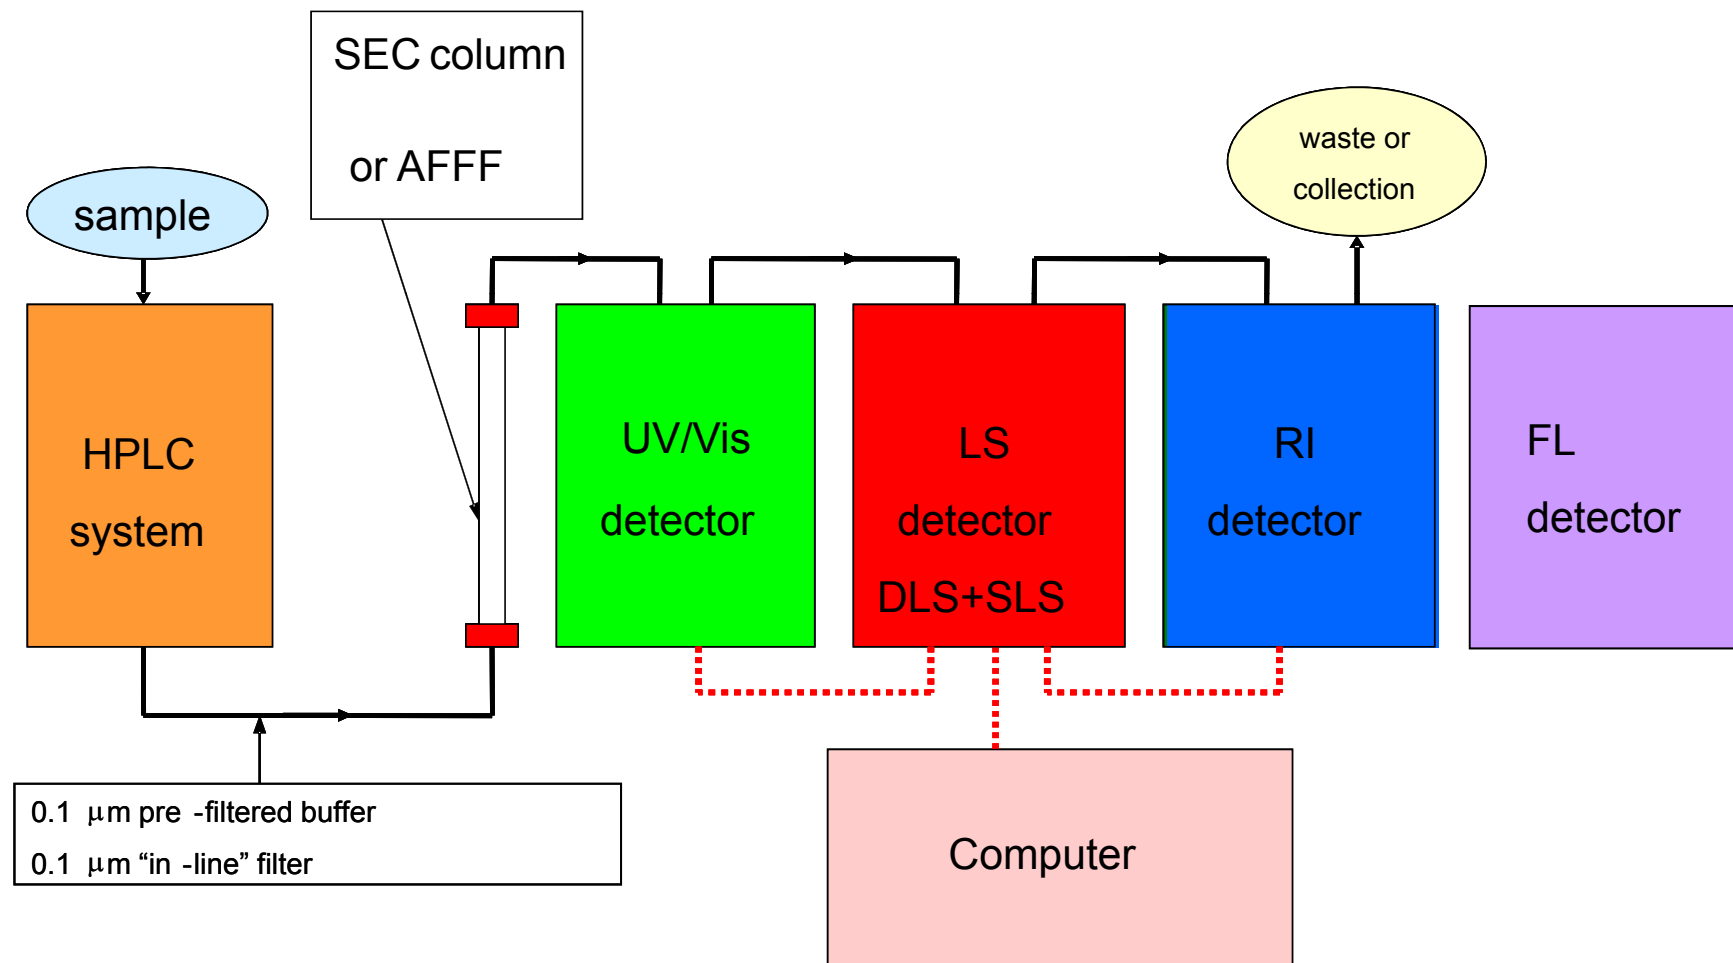 SEC column
or AFFF
sample
waste or
collection
HPLC
system
UV/Vis
detector
LS
detector
DLS+SLS
RI
detector
FL
detector
0.1 μm pre -filtered buffer
0.1 μm “in -line” filter
Computer